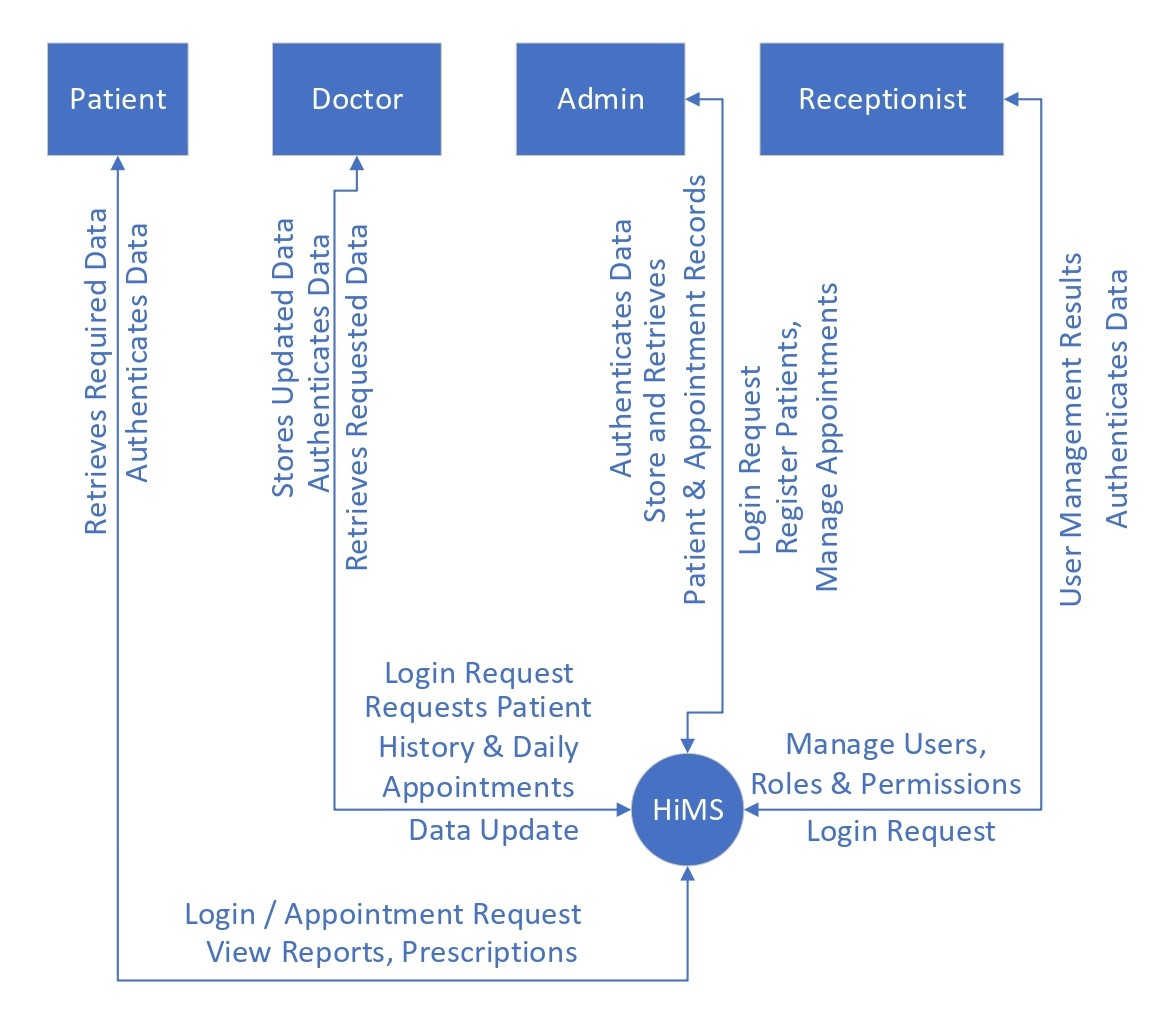 Patient
Doctor
Admin
Receptionist
Retrieves Required Data
Authenticates Data
Stores Updated Data
Authenticates Data
Retrieves Requested Data
Authenticates Data
Store and Retrieves
Patient & Appointment Records
Login Request
Register Patients,
Manage Appointments
User Management Results
Authenticates Data
Login Request
Requests Patient
History & Daily
Appointments
Data Update
HiMS
Manage Users,
Roles & Permissions
Login Request
Login / Appointment Request
View Reports, Prescriptions